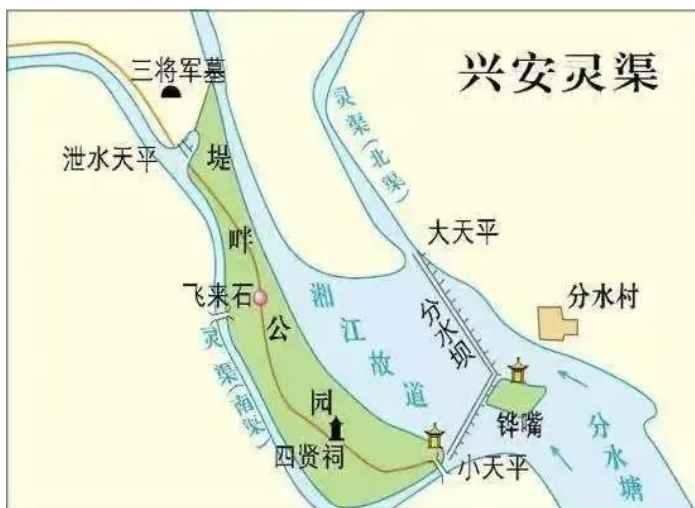 兴安灵渠
三将军墓
灵渠(北渠)
泄水天平
堤畔公园
大天平
飞来石
湘江故道
分水坝
分水村
灵渠(南渠)
铧嘴
四贤祠
小天平
分水塘